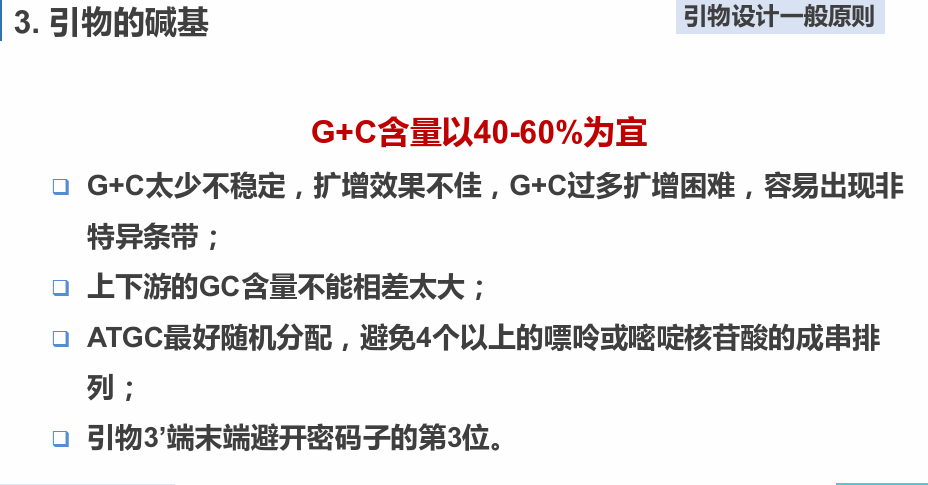 3. 引物的碱基
引物设计一般原则
G+C含量以40-60%为宜
G+C太少不稳定，扩增效果不佳，G+C过多扩增困难，容易出现非
特异条带；
上下游的GC含量不能相差太大；
ATGC最好随机分配，避免4个以上的嘌呤或嘧啶核苷酸的成串排
列；
引物3’端末端避开密码子的第3位。